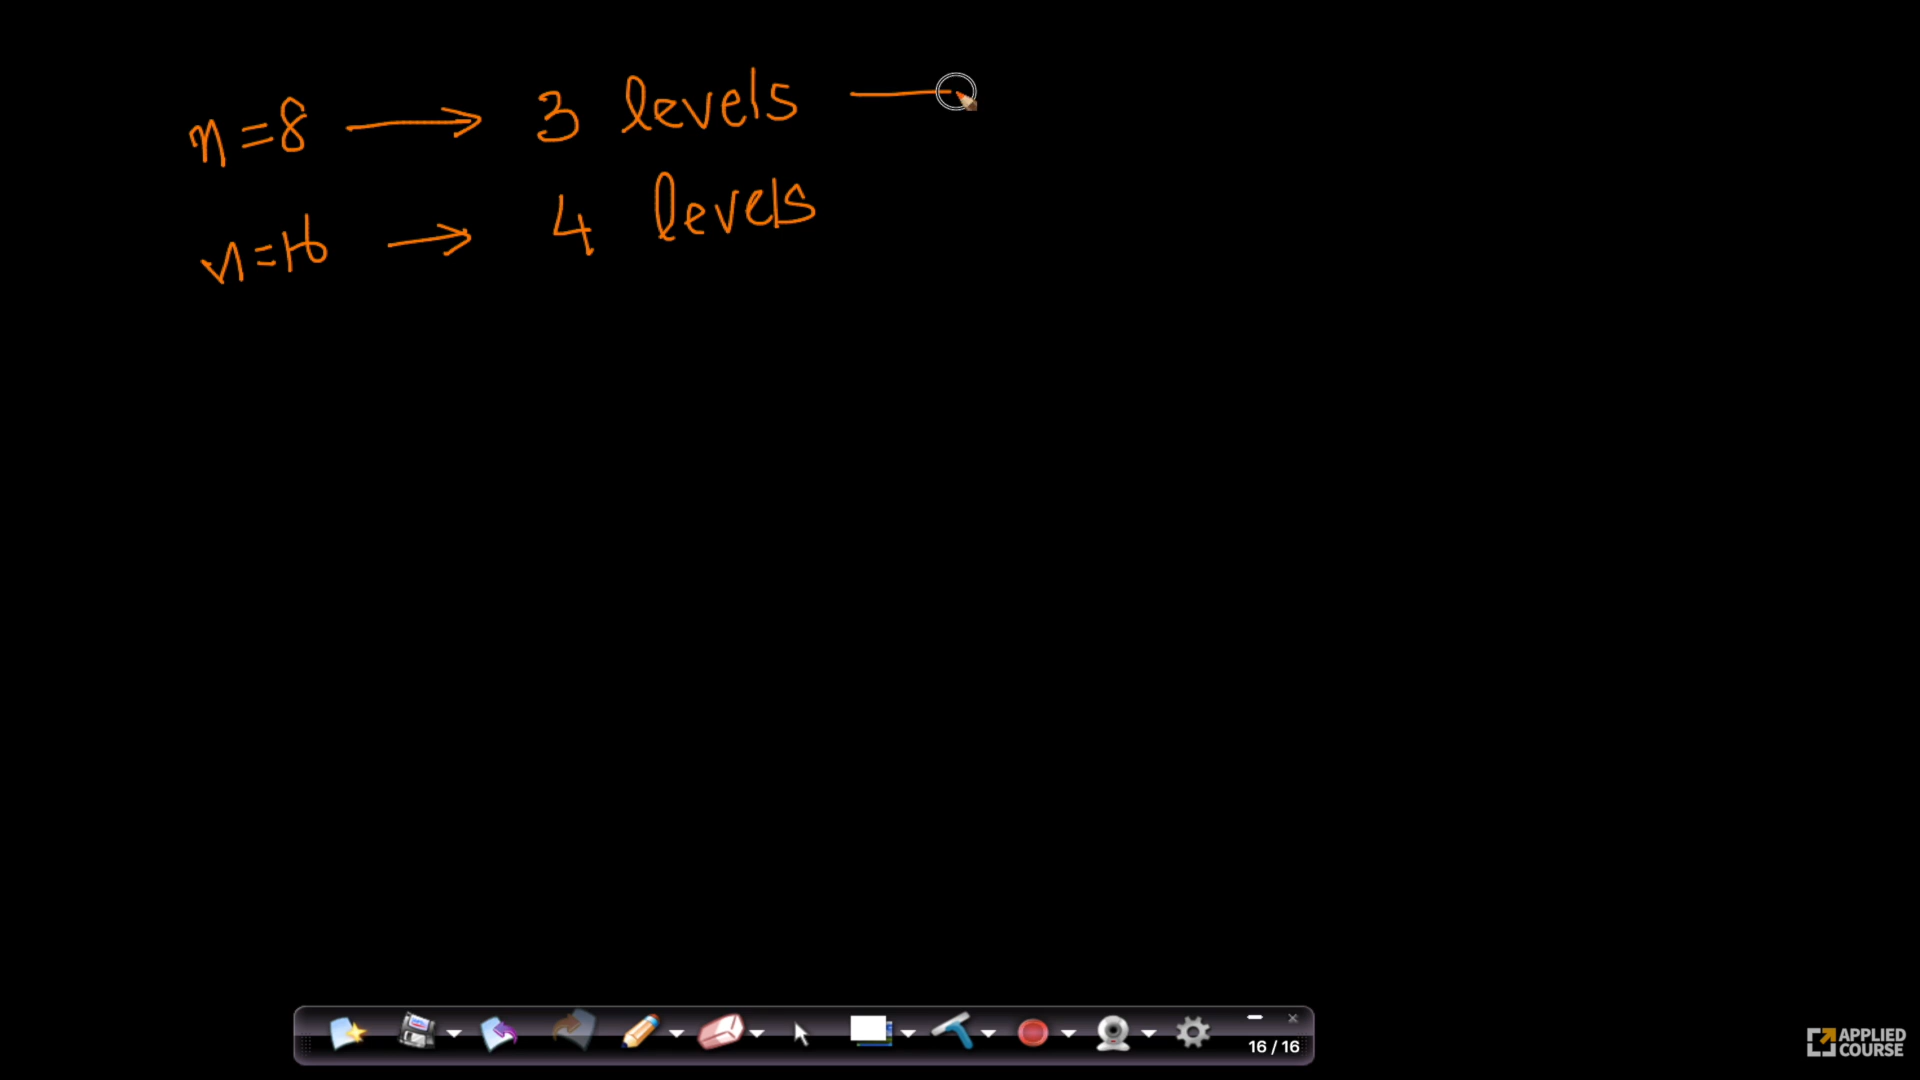 n=8 → 3 levels —
n=16 → 4 levels
16 / 16
APPLIED
COURSE